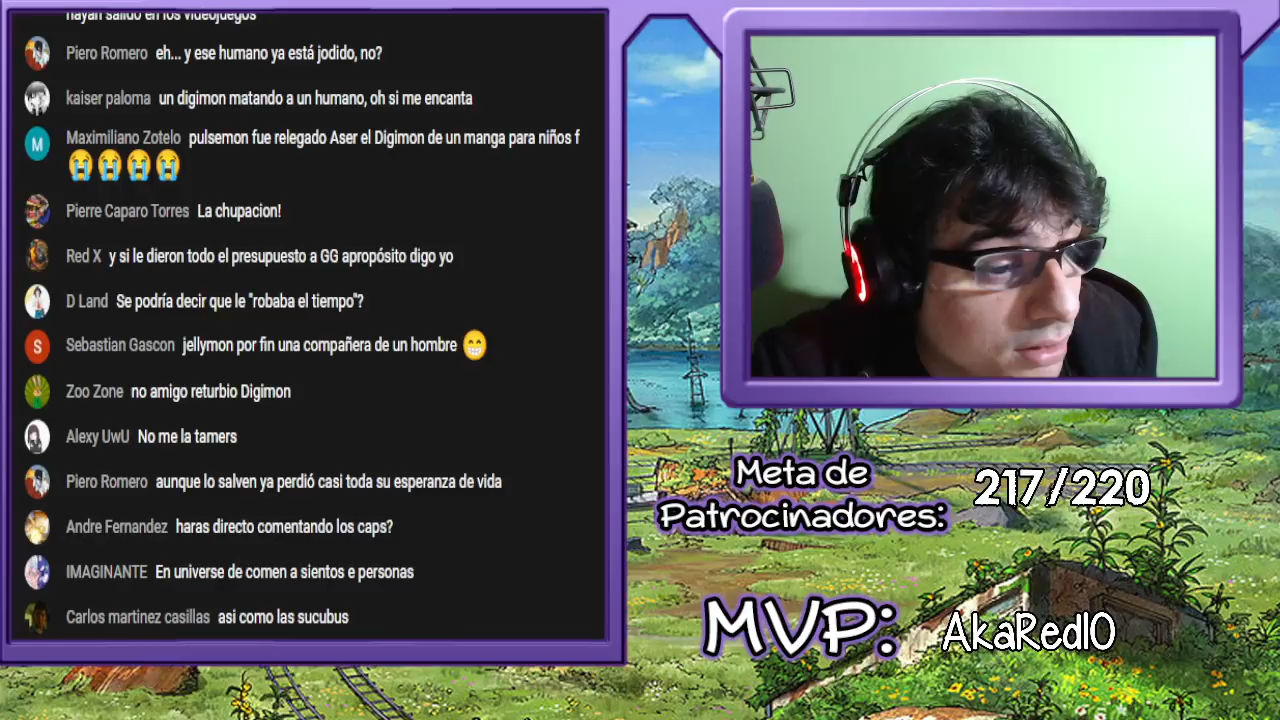 hayan salido en los videojuegos
Piero Romero eh... y ese humano ya está jodido, no?
kaiser paloma un digimon matando a un humano, oh si me encanta
Maximiliano Zotelo pulsemon fue relegado Aser el Digimon de un manga para niños f
M
Pierre Caparo Torres La chupacion!
Red X y si le dieron todo el presupuesto a GG apropósito digo yo
D Land Se podría decir que le "robaba el tiempo"?
S
Sebastian Gascon jellymon por fin una compañera de un hombre
Zoo Zone no amigo returbio Digimon
Alexy UwU No me la tamers
Piero Romero aunque lo salven ya perdió casi toda su esperanza de vida
Andre Fernandez haras directo comentando los caps?
IMAGINANTE En universe de comen a sientos e personas
Carlos martinez casillas asi como las sucubus
Meta de
Patrocinadores:
217/220
MVP:
AkaRed10